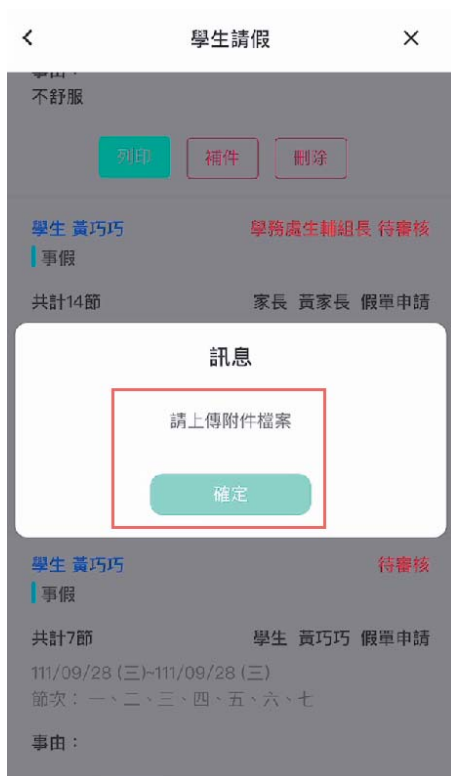 學生請假
事由：
不舒服
列印 補件 刪除
學生 黃巧巧 學務處生輔組長 待審核
事假
共計14節 家長 黃家長 假單申請
訊息
請上傳附件檔案
確定
學生 黃巧巧 待審核
事假
共計7節 學生 黃巧巧 假單申請
111/09/28 (三)~111/09/28 (三)
節次：一、二、三、四、五、六、七
事由：